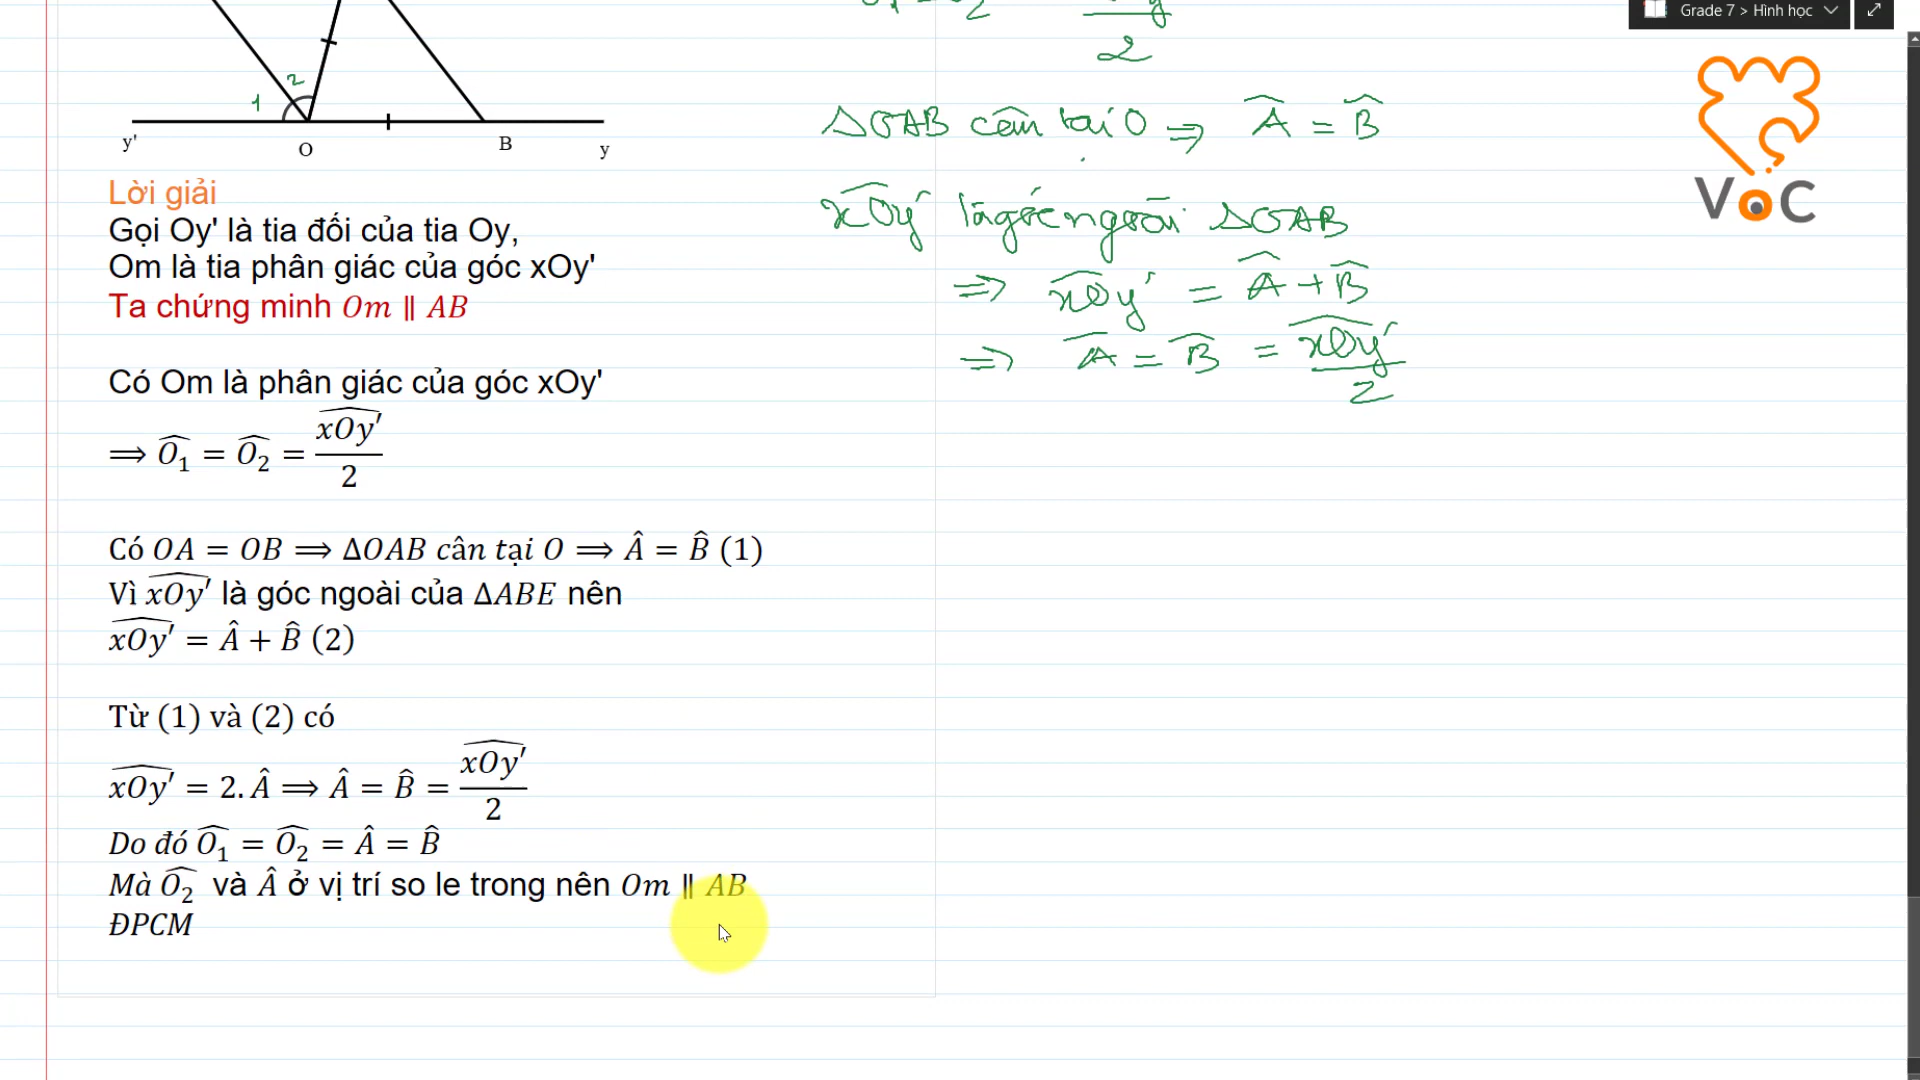 Grade 7 > Hình học
2
2
1
y'
O
B
y
Lời giải
Gọi Oy' là tia đối của tia Oy,
Om là tia phân giác của góc xOy'
Ta chứng minh Om ∥ AB
Có Om là phân giác của góc xOy'
⟹ Ô₁ = Ô₂ = xOy'/2
Có OA = OB ⟹ ΔOAB cân tại O ⟹ Â = B̂ (1)
Vì xOy' là góc ngoài của ΔABE nên
xOy' = Â + B̂ (2)
Từ (1) và (2) có
xOy' = 2. Â ⟹ Â = B̂ = xOy'/2
Do đó Ô₁ = Ô₂ = Â = B̂
Mà Ô₂ và Â ở vị trí so le trong nên Om ∥ AB
ĐPCM
ΔOAB cân tại O ⇒ Â = B̂
xOy' là góc ngoài ΔOAB
⇒ xOy' = Â + B̂
⇒ Â = B̂ = xOy'/2
VOC